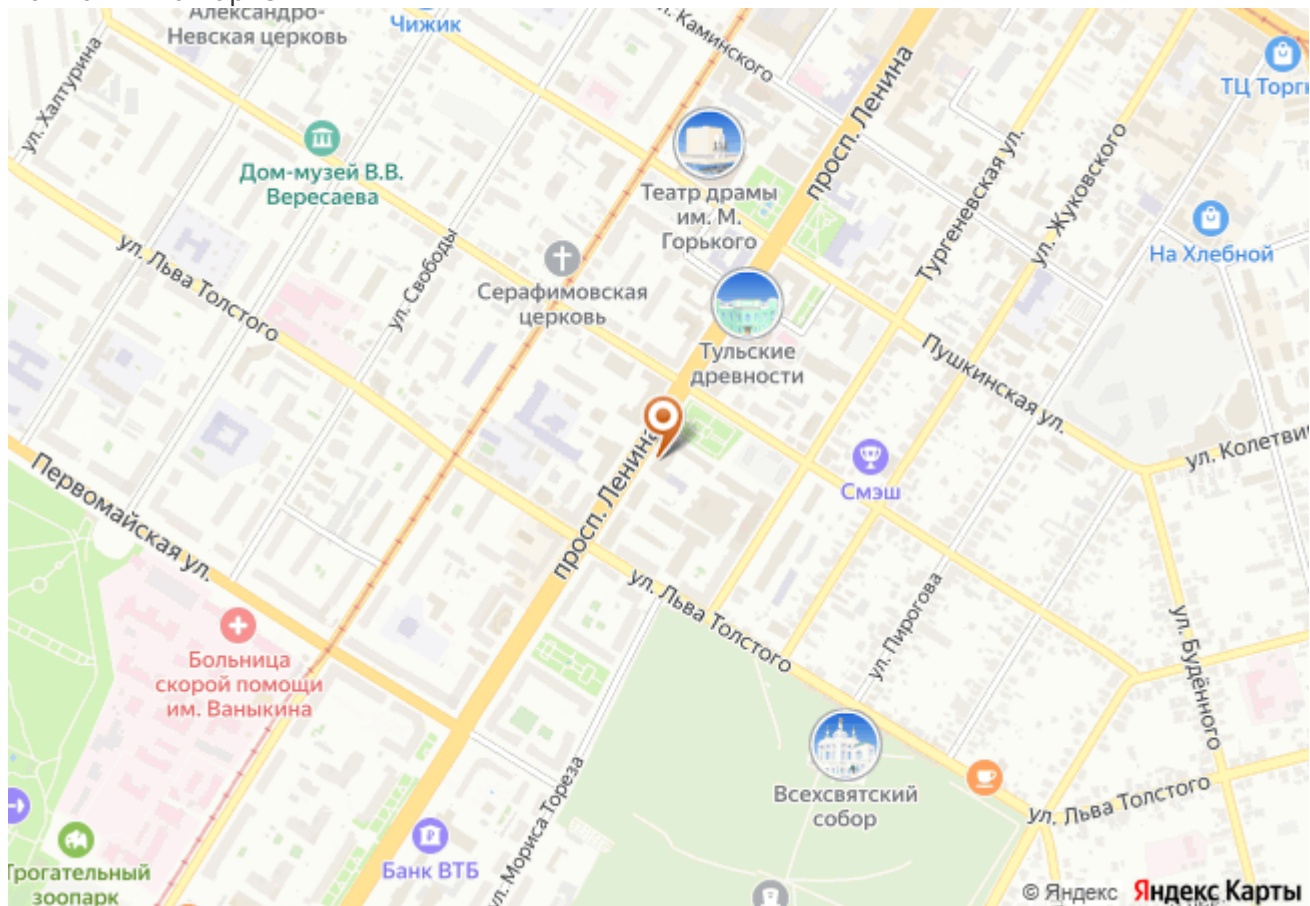 Александро-
Невская церковь
Чижик
ул. Каминского
просп. Ленина
ТЦ Торг
ул. Халтурина
Дом-музей В.В.
Вересаева
Театр драмы
им. М.
Горького
Тургеневская ул.
ул. Жуковского
На Хлебной
ул. Льва Толстого
ул. Свободы
Серафимовская
церковь
Тульские
древности
Пушкинская ул.
ул. Колетви
просп. Ленина
Смэш
Первомайская ул.
ул. Льва Толстого
ул. Пирогова
ул. Будённого
Больница
скорой помощи
им. Ваныкина
Всехсвятский
собор
ул. Льва Толстого
ул. Мориса Тореза
Банк ВТБ
Трогательный
зоопарк
© Яндекс Яндекс Карты